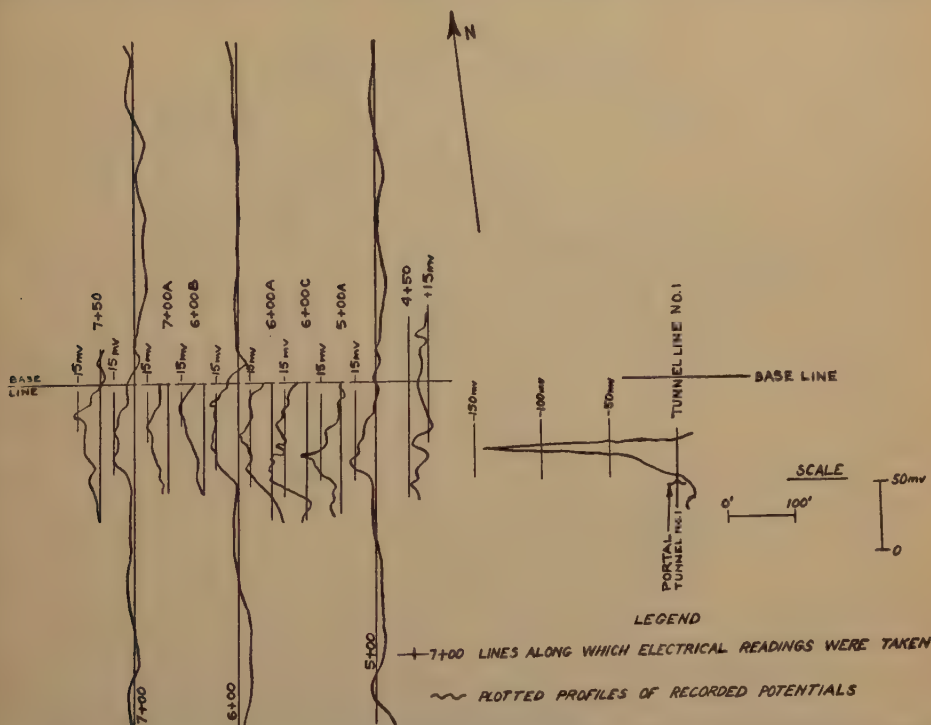 N
7+50
-15mv
-15mv
-15mv
7+00A
-15mv
6+00B
-15mv
-15mv
6+00A
-15mv
6+00C
-15mv
5+00A
-15mv
4+50
+15mv
BASE
LINE
-150mv
-100mv
-50mv
TUNNEL LINE NO.1
BASE LINE
PORTAL
TUNNEL NO.1
SCALE
0' 100'
50mv
0
7+00
6+00
5+00
LEGEND
7+00 LINES ALONG WHICH ELECTRICAL READINGS WERE TAKEN
PLOTTED PROFILES OF RECORDED POTENTIALS